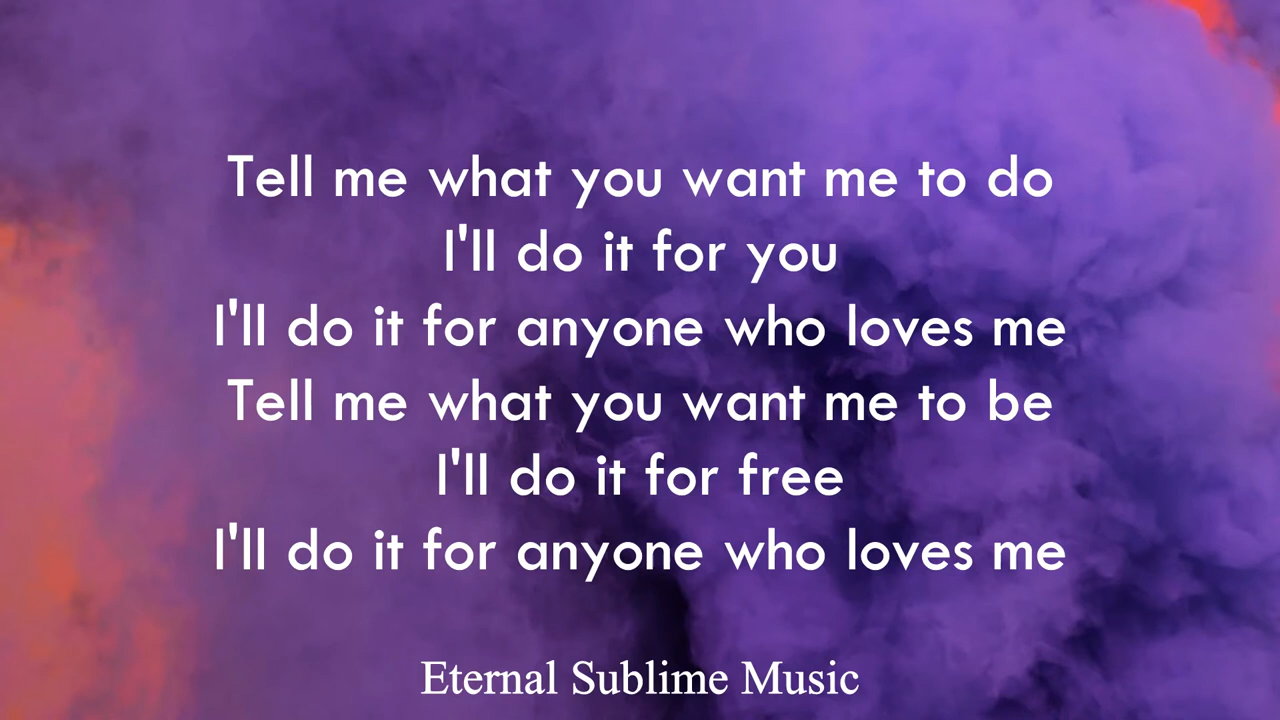 Tell me what you want me to do
I'll do it for you
I'll do it for anyone who loves me
Tell me what you want me to be
I'll do it for free
I'll do it for anyone who loves me
Eternal Sublime Music